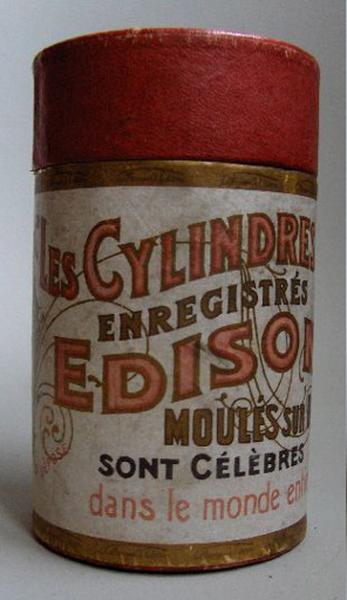 LES CYLINDRES
ENREGISTRÉS
EDISON
MOULÉS SUR
SONT CÉLÈBRES
dans le monde